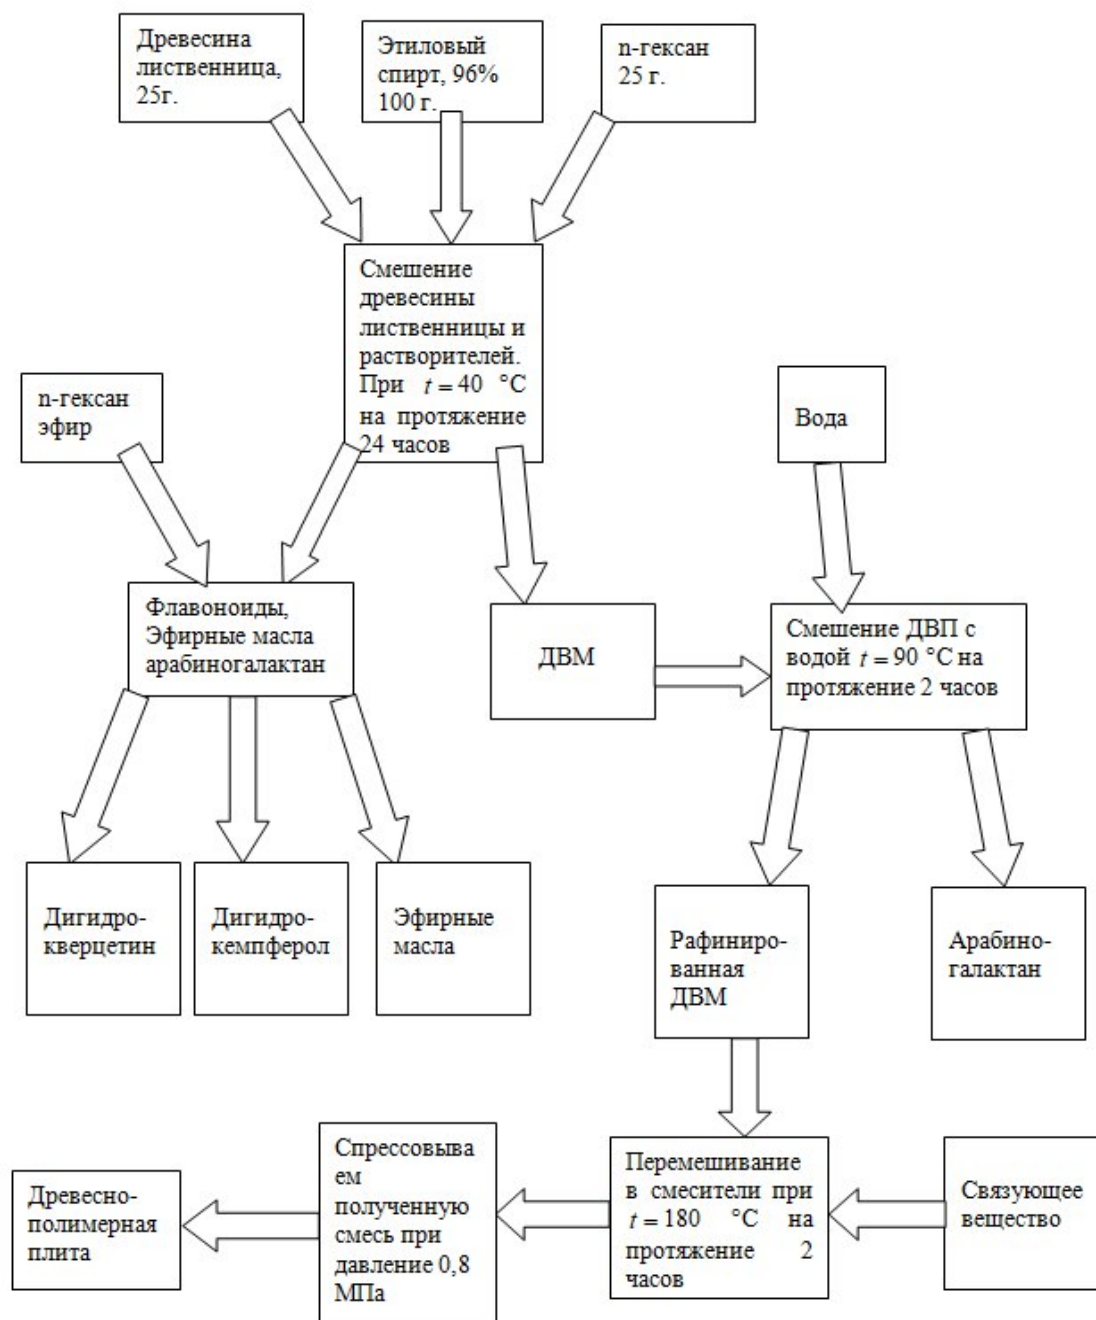 Древесина
лиственница,
25г.
Этиловый
спирт, 96%
100 г.
n-гексан
25 г.
Смешение
древесины
лиственницы и
растворителей.
При t = 40 °C
на протяжение
24 часов
n-гексан
эфир
Вода
Флавоноиды,
Эфирные масла
арабиногалактан
ДВМ
Смешение ДВП с
водой t = 90 °C на
протяжение 2 часов
Дигидро-
кверцетин
Дигидро-
кемпферол
Эфирные
масла
Рафиниро-
ванная
ДВМ
Арабино-
галактан
Древесно-
полимерная
плита
Спрессовыва
ем
полученную
смесь при
давление 0,8
МПа
Перемешивание
в смесители при
t = 180 °C на
протяжение 2
часов
Связующее
вещество